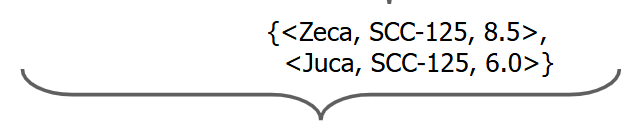 {<Zeca, SCC-125, 8.5>,
<Juca, SCC-125, 6.0>}